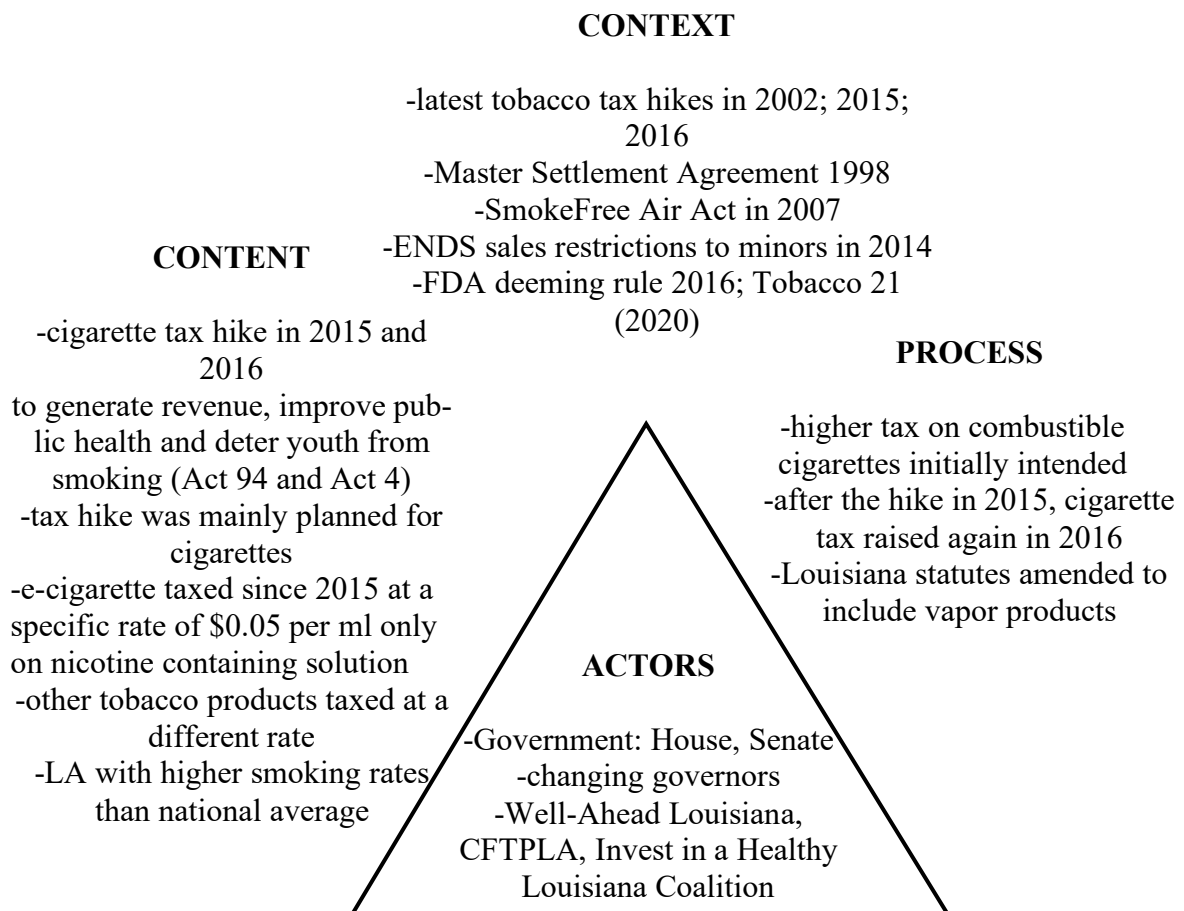 CONTEXT
-latest tobacco tax hikes in 2002; 2015;
2016
-Master Settlement Agreement 1998
-SmokeFree Air Act in 2007
-ENDS sales restrictions to minors in 2014
-FDA deeming rule 2016; Tobacco 21
(2020)
CONTENT
-cigarette tax hike in 2015 and
2016
to generate revenue, improve pub-
lic health and deter youth from
smoking (Act 94 and Act 4)
-tax hike was mainly planned for
cigarettes
-e-cigarette taxed since 2015 at a
specific rate of $0.05 per ml only
on nicotine containing solution
-other tobacco products taxed at a
different rate
-LA with higher smoking rates
than national average
PROCESS
-higher tax on combustible
cigarettes initially intended
-after the hike in 2015, cigarette
tax raised again in 2016
-Louisiana statutes amended to
include vapor products
ACTORS
-Government: House, Senate
-changing governors
-Well-Ahead Louisiana,
CFTPLA, Invest in a Healthy
Louisiana Coalition